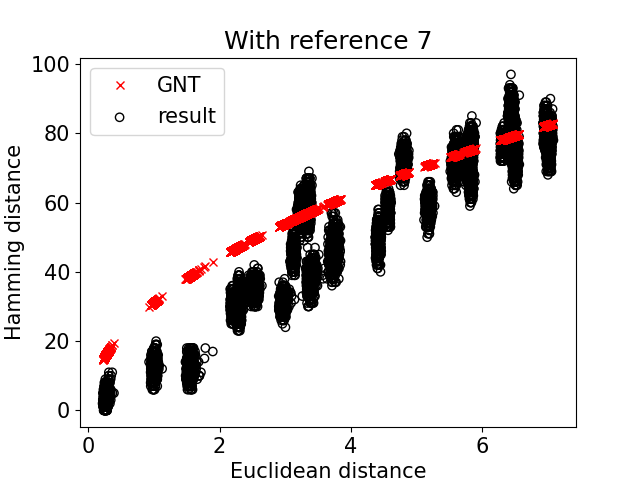 With reference 7
GNT
result
100
80
60
40
20
0
Hamming distance
0 2 4 6
Euclidean distance